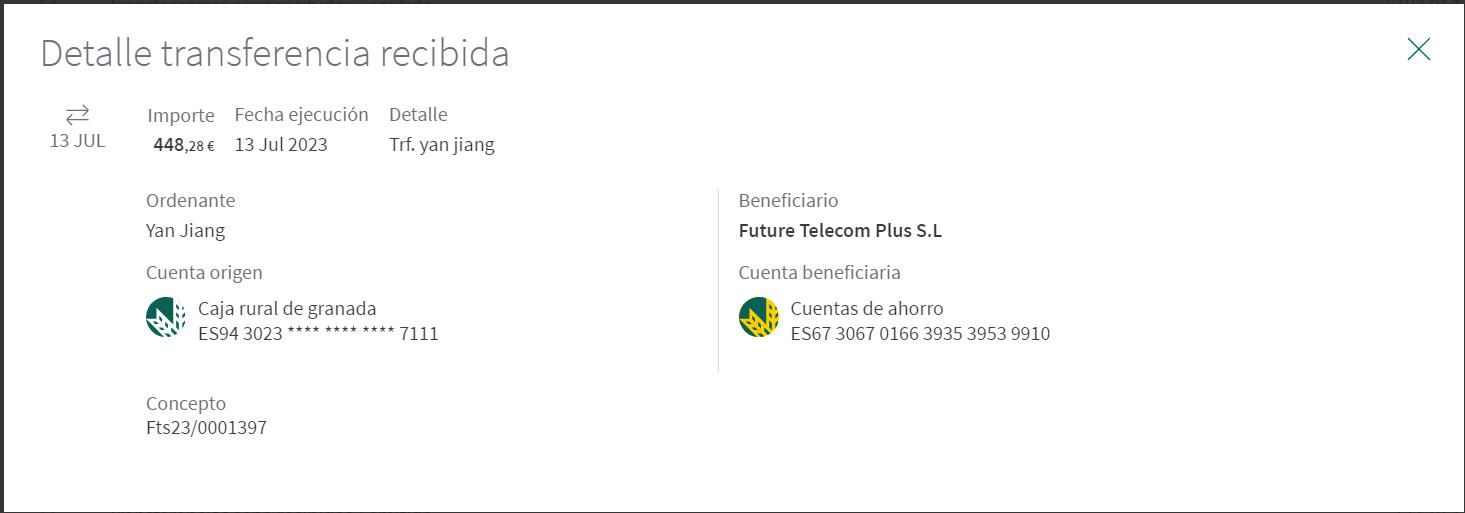 Detalle transferencia recibida
13 JUL
Importe Fecha ejecución Detalle
448,28 € 13 Jul 2023 Trf. yan jiang
Ordenante
Yan Jiang
Cuenta origen
Caja rural de granada
ES94 3023 **** **** **** 7111
Beneficiario
Future Telecom Plus S.L
Cuenta beneficiaria
Cuentas de ahorro
ES67 3067 0166 3935 3953 9910
Concepto
Fts23/0001397